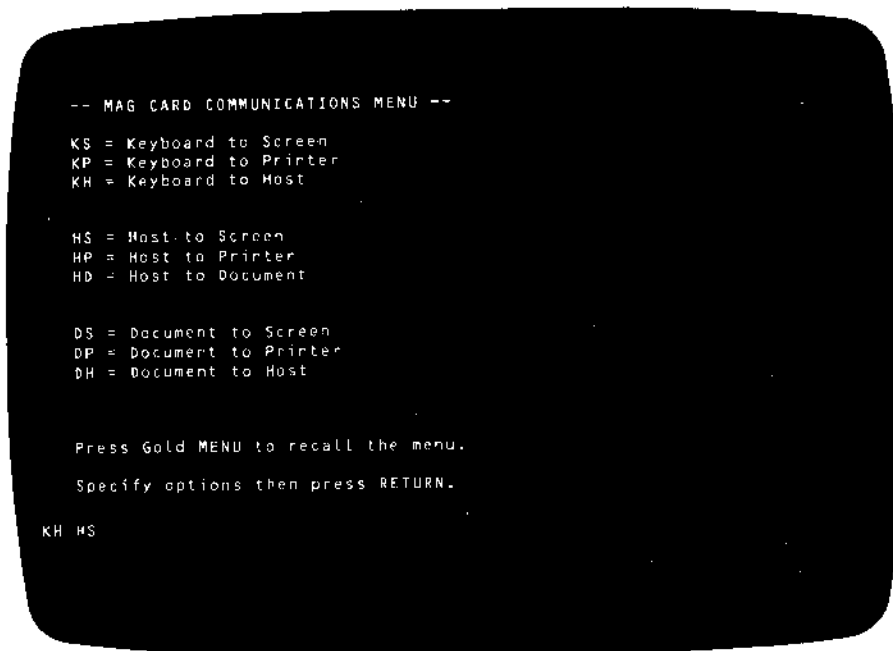 -- MAG CARD COMMUNICATIONS MENU --
KS = Keyboard to Screen
KP = Keyboard to Printer
KH = Keyboard to Host
HS = Host to Screen
HP = Host to Printer
HD = Host to Document
DS = Document to Screen
DP = Document to Printer
DH = Document to Host
Press Gold MENU to recall the menu.
Specify options then press RETURN.
KH HS